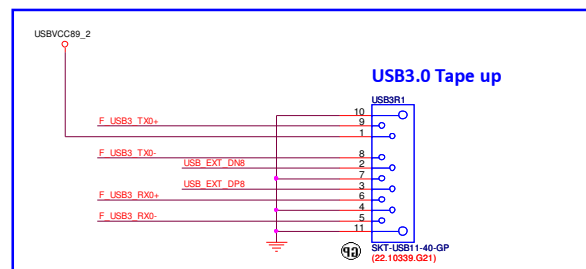 USBVCC89_2
USB3.0 Tape up
USB3R1
10
F_USB3_TX0+ 9
1
F_USB3_TX0- 8
USB_EXT_DN8 2
7
USB_EXT_DP8 3
F_USB3_RX0+ 6
4
F_USB3_RX0- 5
11
SKT-USB11-40-GP
(22.10339.G21)